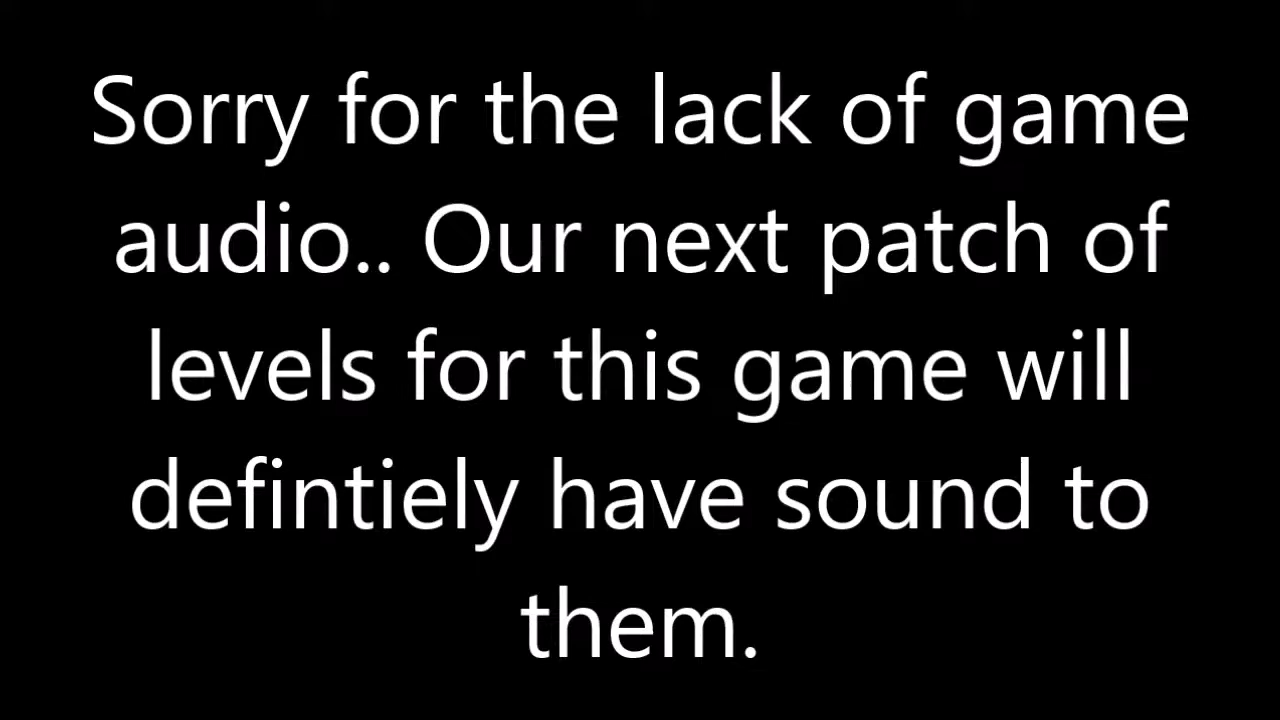 Sorry for the lack of game
audio.. Our next patch of
levels for this game will
defintiely have sound to
them.